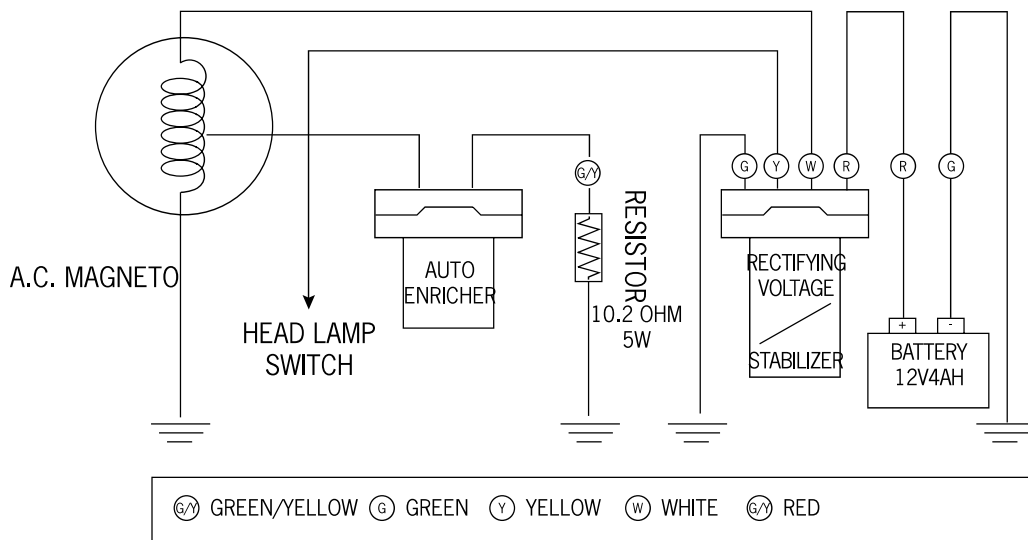 G
Y
W
R
R
G
G/Y
A.C. MAGNETO
AUTO
ENRICHER
RESISTOR
10.2 OHM
5W
HEAD LAMP
SWITCH
RECTIFYING
VOLTAGE
STABILIZER
+
-
BATTERY
12V4AH
G/Y GREEN/YELLOW G GREEN Y YELLOW W WHITE G/Y RED